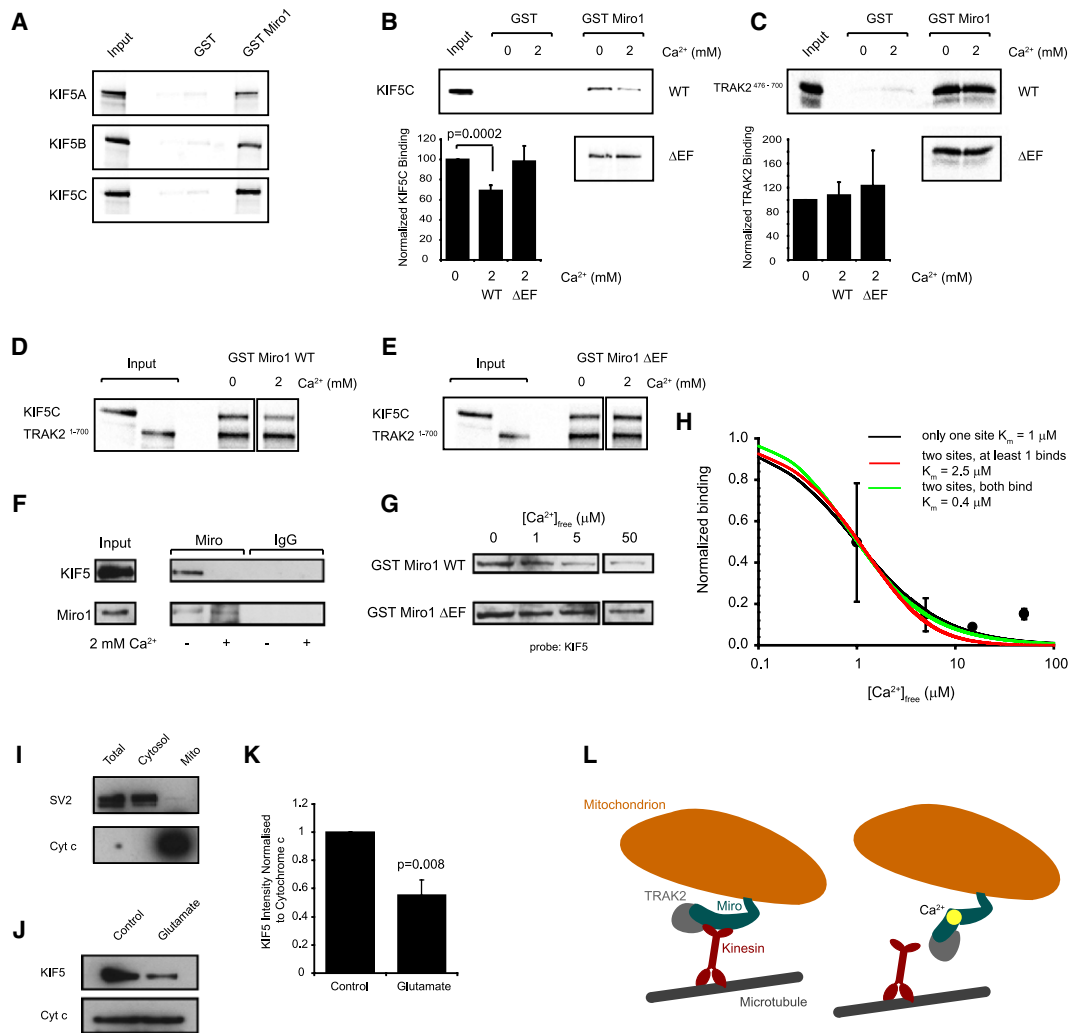 A
Input
GST
GST Miro1
KIF5A
KIF5B
KIF5C
B
GST
GST Miro1
Input
0 2 0 2 Ca²⁺ (mM)
KIF5C
WT
ΔEF
p=0.0002
Normalized KIF5C Binding
120
100
80
60
40
20
0
0 2 2 Ca²⁺ (mM)
WT ΔEF
C
GST
GST Miro1
Input
0 2 0 2
TRAK2 476 - 700
WT
ΔEF
Normalized TRAK2 Binding
200
160
120
80
40
0
0 2 2 Ca²⁺ (mM)
WT ΔEF
D
Input
GST Miro1 WT
0 2 Ca²⁺ (mM)
KIF5C
TRAK2 1-700
E
Input
GST Miro1 ΔEF
0 2 Ca²⁺ (mM)
KIF5C
TRAK2 1-700
F
Input
Miro
IgG
KIF5
Miro1
2 mM Ca²⁺ - + - +
G
[Ca²⁺]free (μM)
0 1 5 50
GST Miro1 WT
GST Miro1 ΔEF
probe: KIF5
H
only one site Km = 1 μM
two sites, at least 1 binds
Km = 2.5 μM
two sites, both bind
Km = 0.4 μM
Normalized binding
1.0
0.8
0.6
0.4
0.2
0.0
0.1 1 10 100
[Ca²⁺]free (μM)
I
Total
Cytosol
Mito
SV2
Cyt c
J
Control
Glutamate
KIF5
Cyt c
K
KIF5 Intensity Normalised
to Cytochrome c
1.2
1
0.8
0.6
0.4
0.2
0
p=0.008
Control Glutamate
L
Mitochondrion
TRAK2
Miro
Kinesin
Microtubule
Ca²⁺